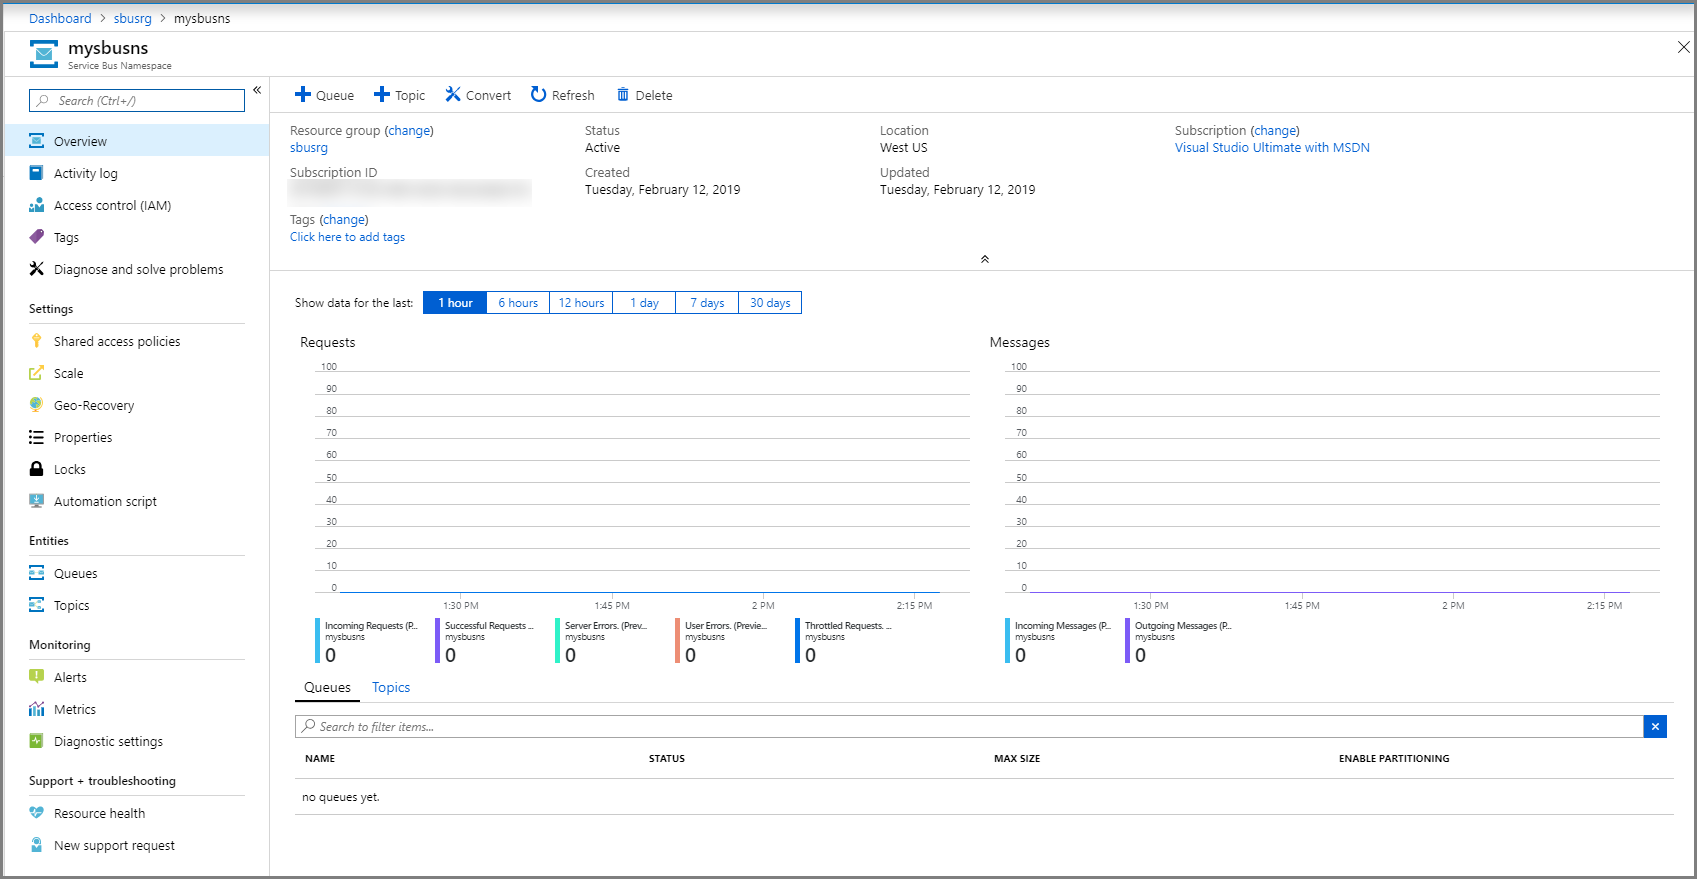 Dashboard > sbusrg > mysbusns
mysbusns
Service Bus Namespace
Search (Ctrl+/)
«
Overview
Activity log
Access control (IAM)
Tags
Diagnose and solve problems
Settings
Shared access policies
Scale
Geo-Recovery
Properties
Locks
Automation script
Entities
Queues
Topics
Monitoring
Alerts
Metrics
Diagnostic settings
Support + troubleshooting
Resource health
New support request
Queue Topic Convert Refresh Delete
Resource group (change)
sbusrg
Subscription ID
Tags (change)
Click here to add tags
Status
Active
Created
Tuesday, February 12, 2019
Location
West US
Updated
Tuesday, February 12, 2019
Subscription (change)
Visual Studio Ultimate with MSDN
Show data for the last: 1 hour 6 hours 12 hours 1 day 7 days 30 days
Requests
100
90
80
70
60
50
40
30
20
10
0
1:30 PM 1:45 PM 2 PM 2:15 PM
Incoming Requests (P...
mysbusns
0
Successful Requests ...
mysbusns
0
Server Errors. (Prev...
mysbusns
0
User Errors. (Previe...
mysbusns
0
Throttled Requests. ...
mysbusns
0
Messages
100
90
80
70
60
50
40
30
20
10
0
1:30 PM 1:45 PM 2 PM 2:15 PM
Incoming Messages (P...
mysbusns
0
Outgoing Messages (P...
mysbusns
0
Queues Topics
Search to filter items...
NAME STATUS MAX SIZE ENABLE PARTITIONING
no queues yet.